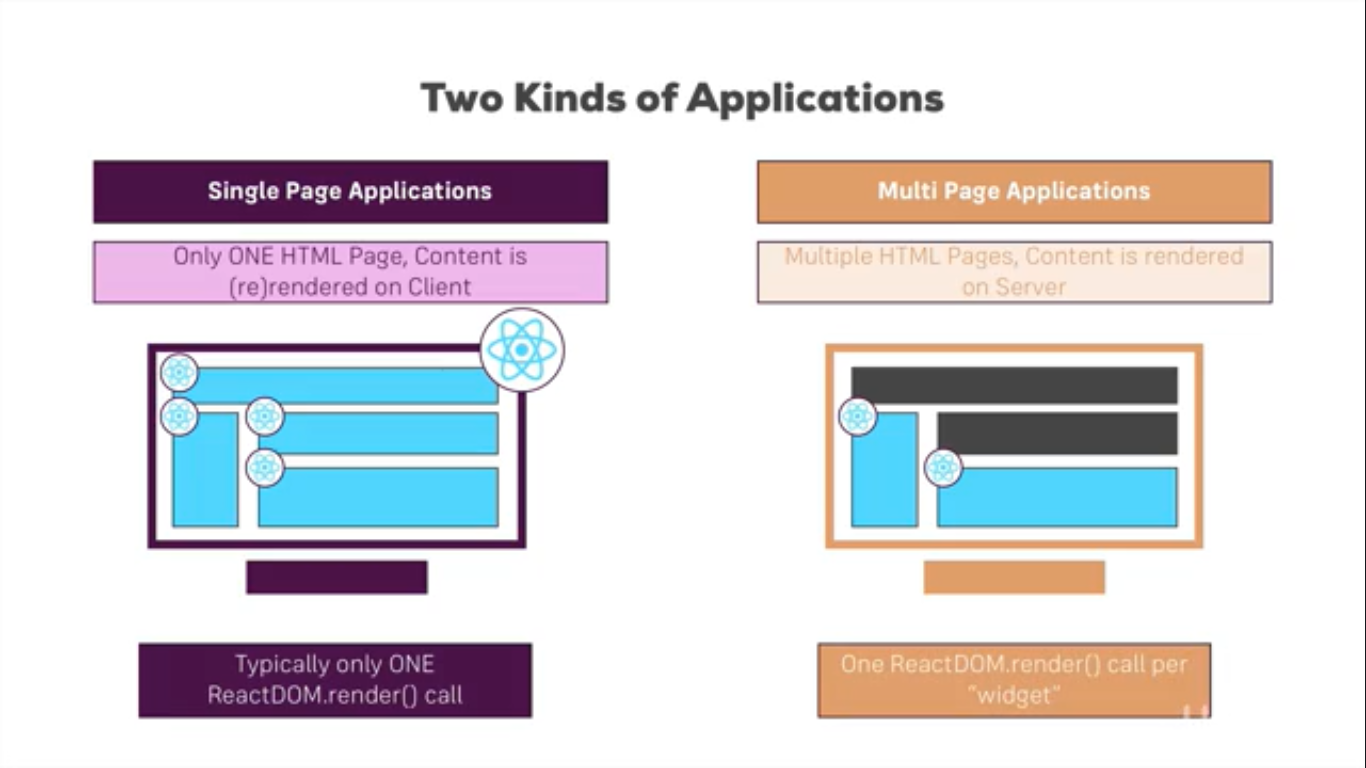 Two Kinds of Applications
Single Page Applications
Only ONE HTML Page, Content is
(re)rendered on Client
Typically only ONE
ReactDOM.render() call
Multi Page Applications
Multiple HTML Pages, Content is rendered
on Server
One ReactDOM.render() call per
“widget”